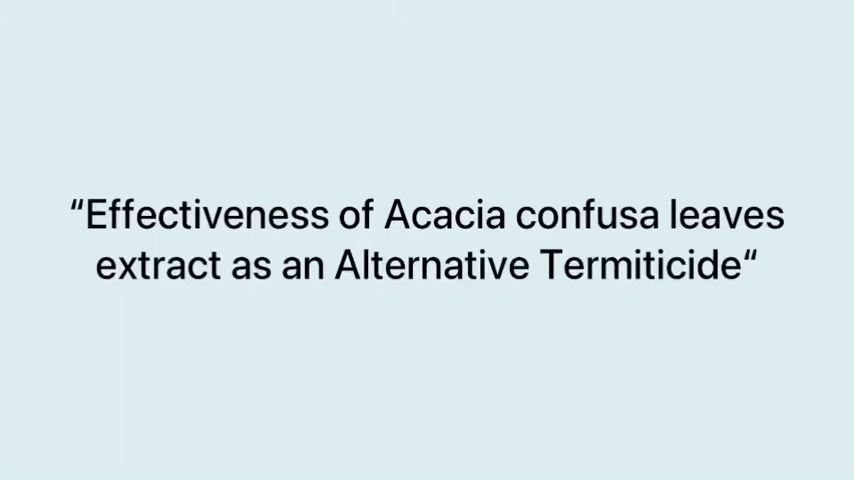 “Effectiveness of Acacia confusa leaves
extract as an Alternative Termiticide“